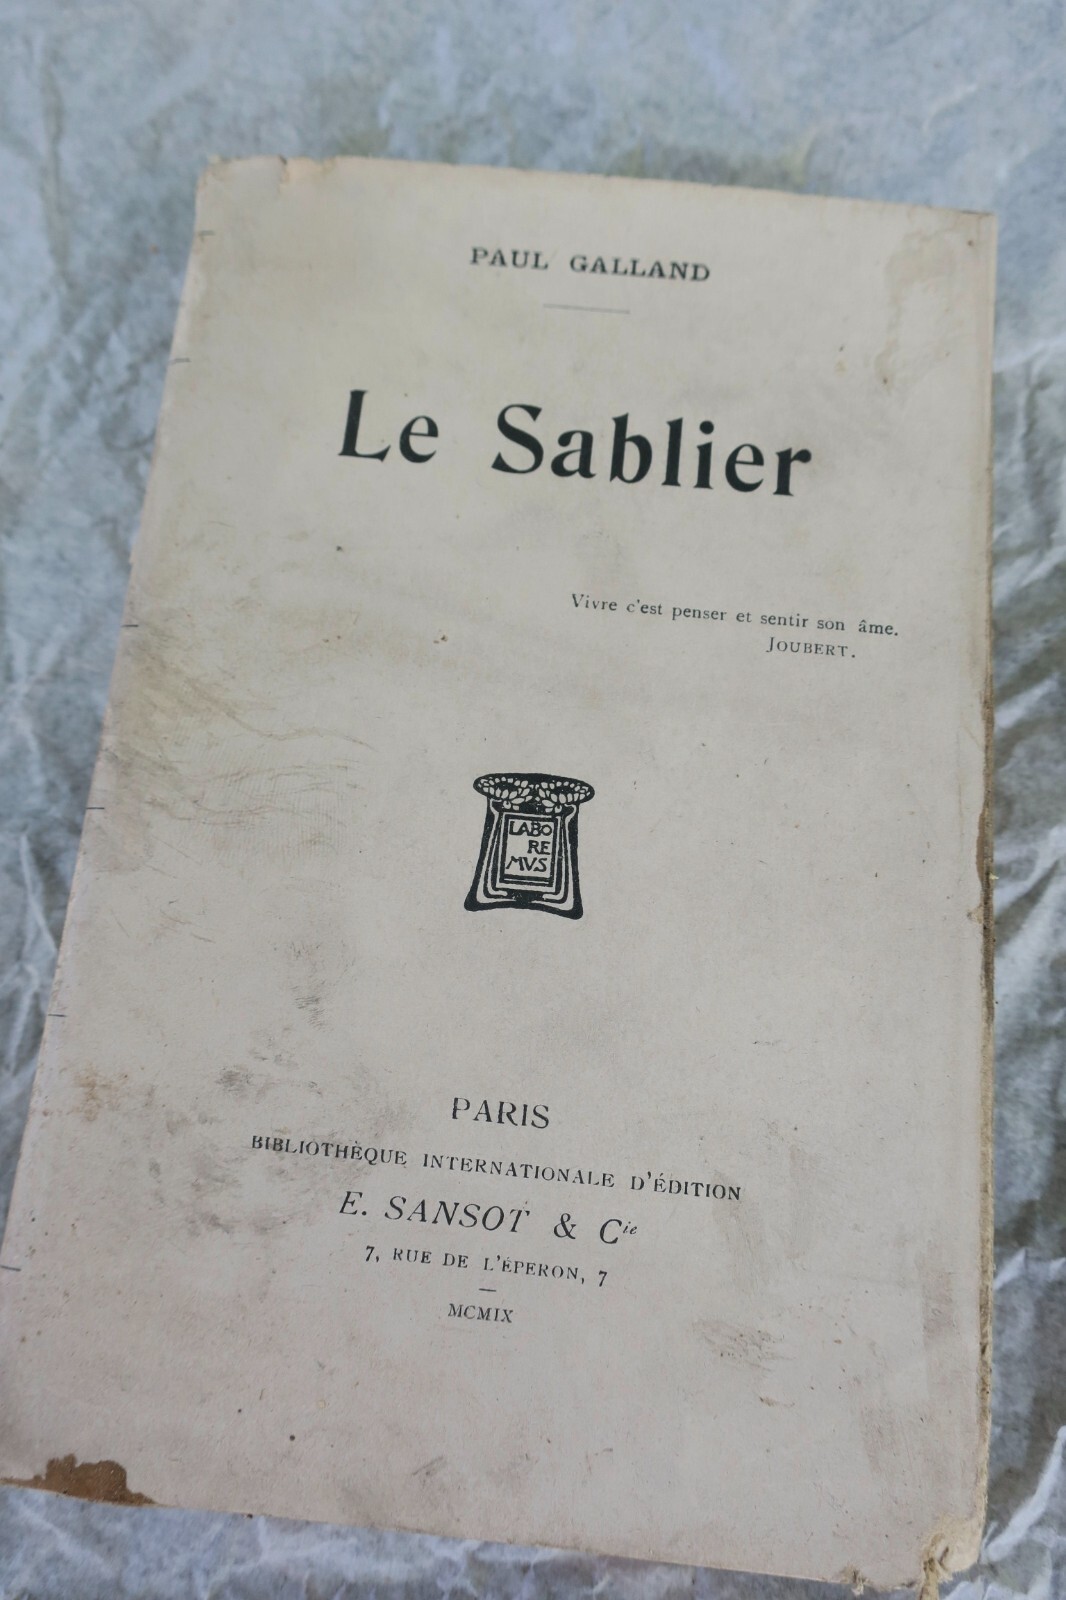 PAUL GALLAND
Le Sablier
Vivre c'est penser et sentir son âme.
JOUBERT.
LABO
RE
MVS
PARIS
BIBLIOTHÈQUE INTERNATIONALE D'ÉDITION
E. SANSOT & Cie
7, RUE DE L'ÉPERON, 7
MCMIX